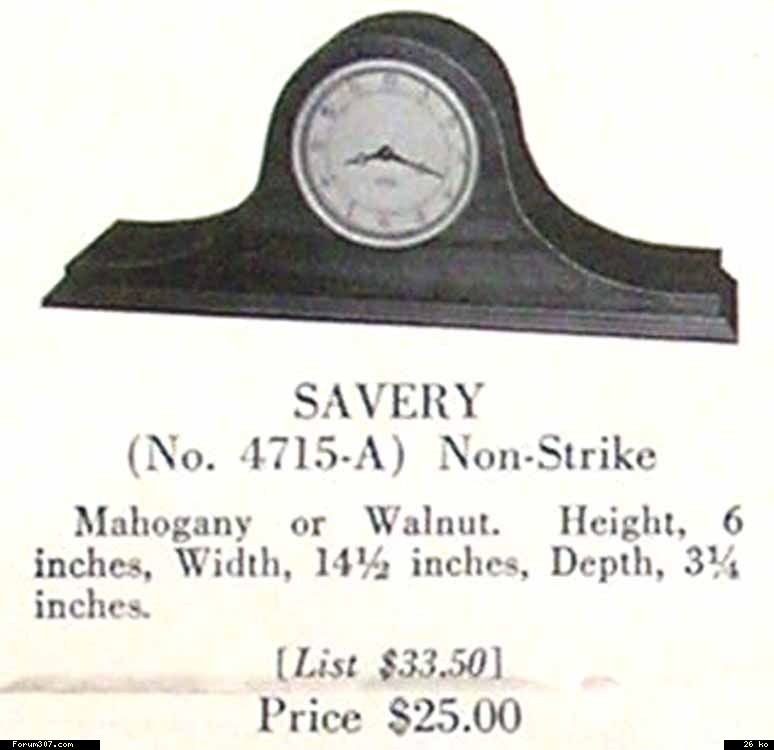 SAVERY
(No. 4715-A) Non-Strike
Mahogany or Walnut. Height, 6
inches, Width, 14½ inches, Depth, 3¼
inches.
[List $33.50]
Price $25.00
Forum307.com
26 ko